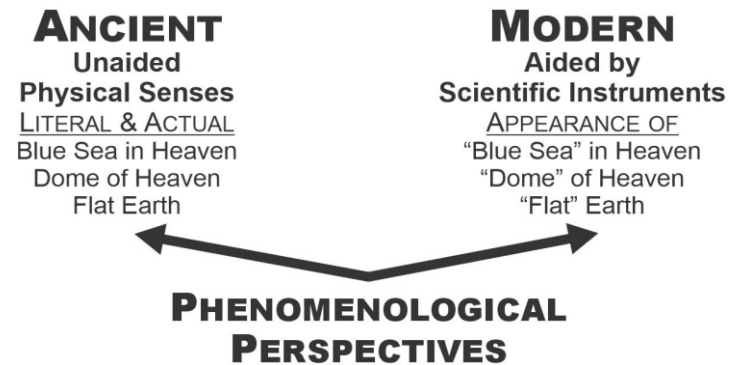 ANCIENT
Unaided
Physical Senses
LITERAL & ACTUAL
Blue Sea in Heaven
Dome of Heaven
Flat Earth
MODERN
Aided by
Scientific Instruments
APPEARANCE OF
“Blue Sea” in Heaven
“Dome” of Heaven
“Flat” Earth
PHENOMENOLOGICAL
PERSPECTIVES